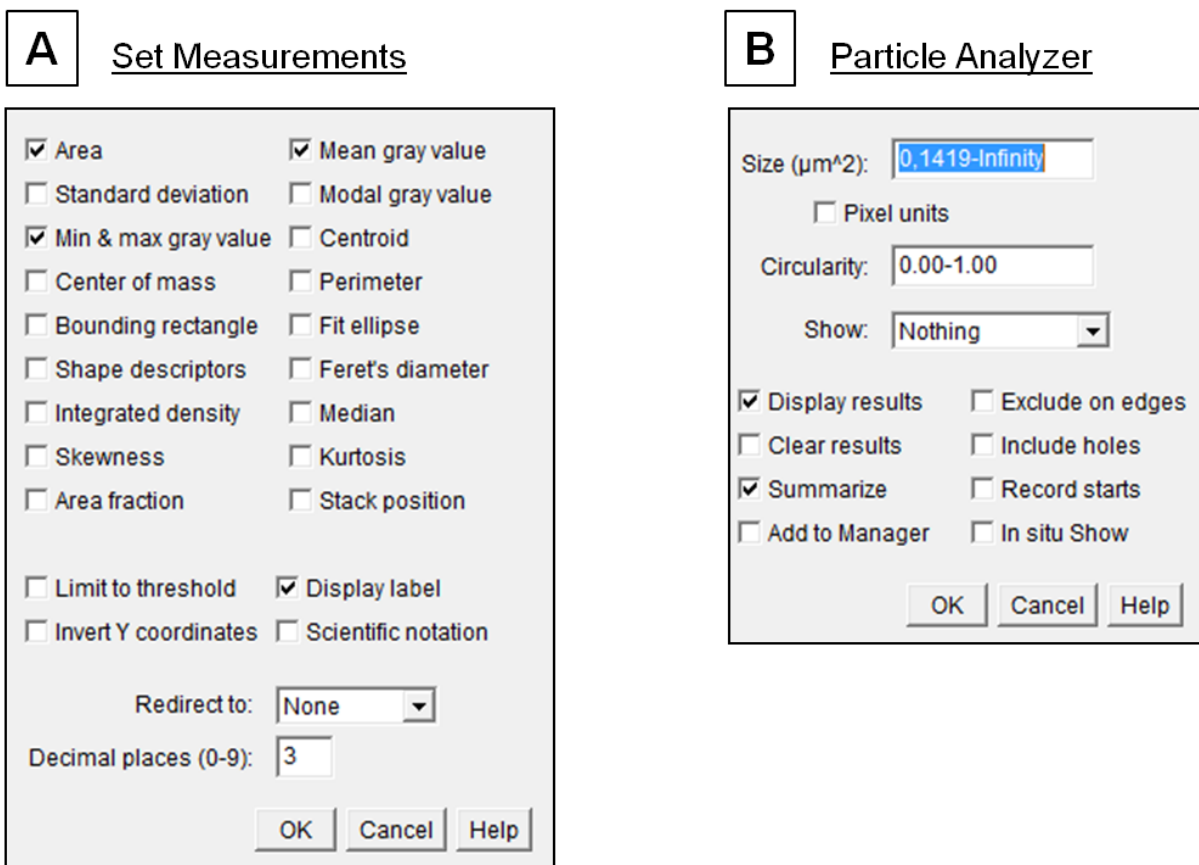 A Set Measurements
Area Mean gray value
Standard deviation Modal gray value
Min & max gray value Centroid
Center of mass Perimeter
Bounding rectangle Fit ellipse
Shape descriptors Feret's diameter
Integrated density Median
Skewness Kurtosis
Area fraction Stack position
Limit to threshold Display label
Invert Y coordinates Scientific notation
Redirect to: None
Decimal places (0-9): 3
OK Cancel Help
B Particle Analyzer
Size (µm^2): 0,1419-Infinity
Pixel units
Circularity: 0.00-1.00
Show: Nothing
Display results Exclude on edges
Clear results Include holes
Summarize Record starts
Add to Manager In situ Show
OK Cancel Help